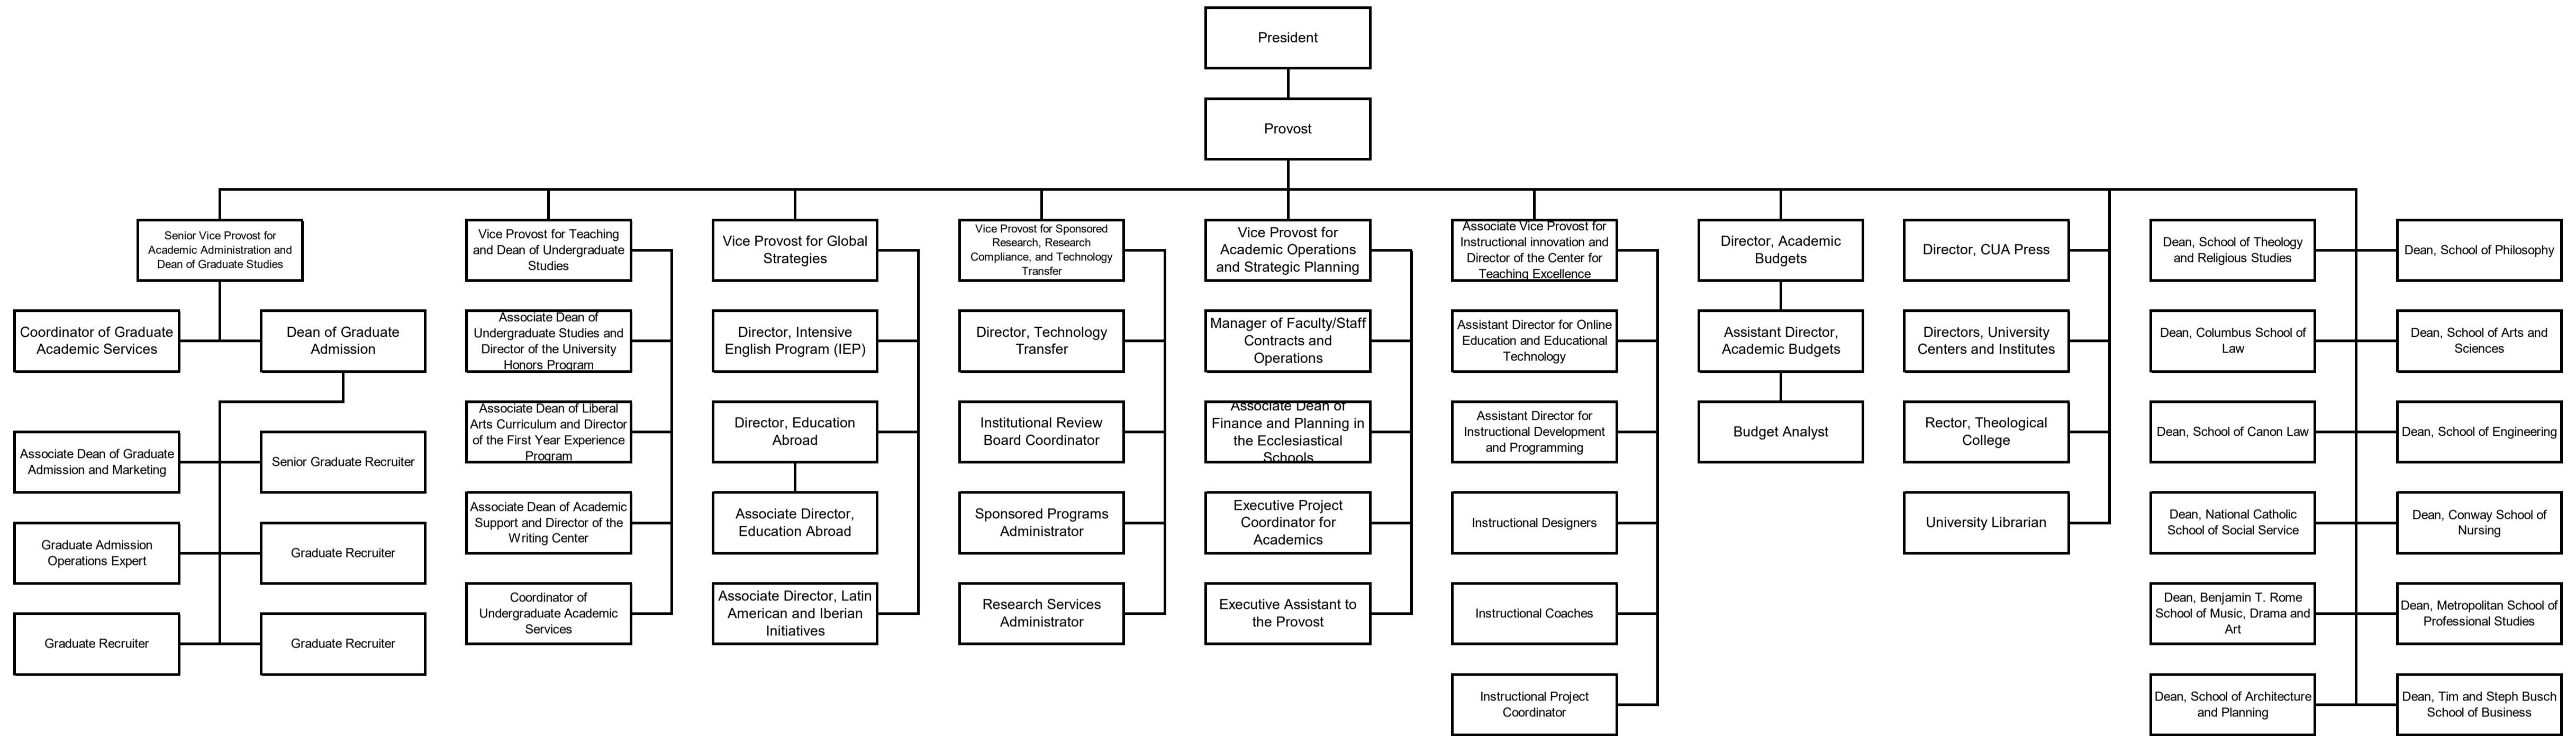 President
Provost
Senior Vice Provost for
Academic Administration and
Dean of Graduate Studies
Coordinator of Graduate
Academic Services
Dean of Graduate
Admission
Associate Dean of Graduate
Admission and Marketing
Senior Graduate Recruiter
Graduate Admission
Operations Expert
Graduate Recruiter
Graduate Recruiter
Graduate Recruiter
Vice Provost for Teaching
and Dean of Undergraduate
Studies
Associate Dean of
Undergraduate Studies and
Director of the University
Honors Program
Associate Dean of Liberal
Arts Curriculum and Director
of the First Year Experience
Program
Associate Dean of Academic
Support and Director of the
Writing Center
Coordinator of
Undergraduate Academic
Services
Vice Provost for Global
Strategies
Director, Intensive
English Program (IEP)
Director, Education
Abroad
Associate Director,
Education Abroad
Associate Director, Latin
American and Iberian
Initiatives
Vice Provost for Sponsored
Research, Research
Compliance, and Technology
Transfer
Director, Technology
Transfer
Institutional Review
Board Coordinator
Sponsored Programs
Administrator
Research Services
Administrator
Vice Provost for
Academic Operations
and Strategic Planning
Manager of Faculty/Staff
Contracts and
Operations
Associate Dean of
Finance and Planning in
the Ecclesiastical
Schools
Executive Project
Coordinator for
Academics
Executive Assistant to
the Provost
Associate Vice Provost for
Instructional innovation and
Director of the Center for
Teaching Excellence
Assistant Director for Online
Education and Educational
Technology
Assistant Director for
Instructional Development
and Programming
Instructional Designers
Instructional Coaches
Instructional Project
Coordinator
Director, Academic
Budgets
Assistant Director,
Academic Budgets
Budget Analyst
Director, CUA Press
Directors, University
Centers and Institutes
Rector, Theological
College
University Librarian
Dean, School of Theology
and Religious Studies
Dean, School of Philosophy
Dean, Columbus School of
Law
Dean, School of Arts and
Sciences
Dean, School of Canon Law
Dean, School of Engineering
Dean, National Catholic
School of Social Service
Dean, Conway School of
Nursing
Dean, Benjamin T. Rome
School of Music, Drama and
Art
Dean, Metropolitan School of
Professional Studies
Dean, School of Architecture
and Planning
Dean, Tim and Steph Busch
School of Business